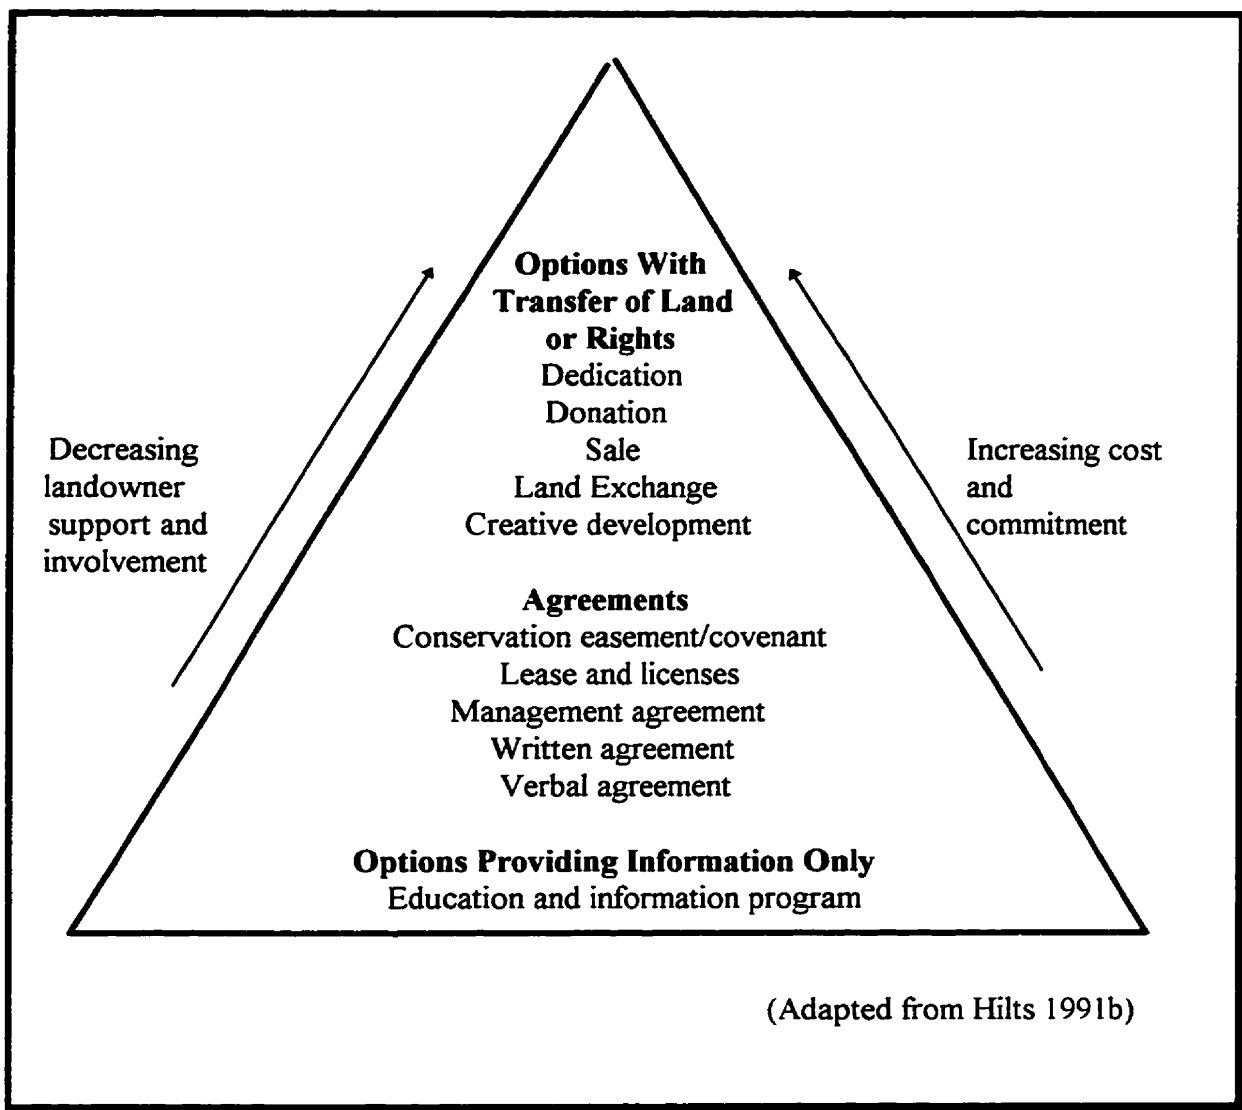 Options With
Transfer of Land
or Rights
Dedication
Donation
Sale
Land Exchange
Creative development
Decreasing
landowner
support and
involvement
Increasing cost
and
commitment
Agreements
Conservation easement/covenant
Lease and licenses
Management agreement
Written agreement
Verbal agreement
Options Providing Information Only
Education and information program
(Adapted from Hilts 1991b)